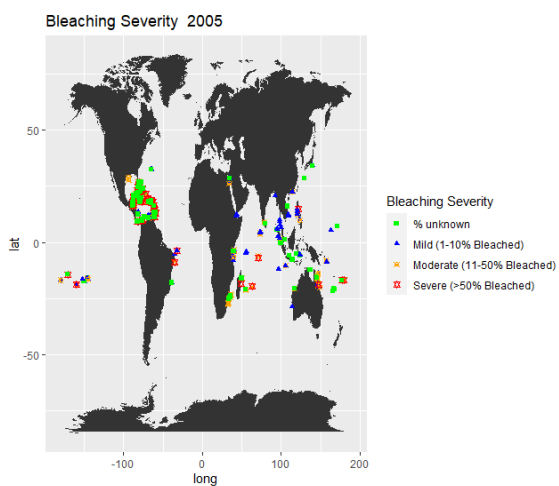 Bleaching Severity 2005
50
0
-50
lat
-100
0
100
200
long
Bleaching Severity
% unknown
Mild (1-10% Bleached)
Moderate (11-50% Bleached)
Severe (>50% Bleached)